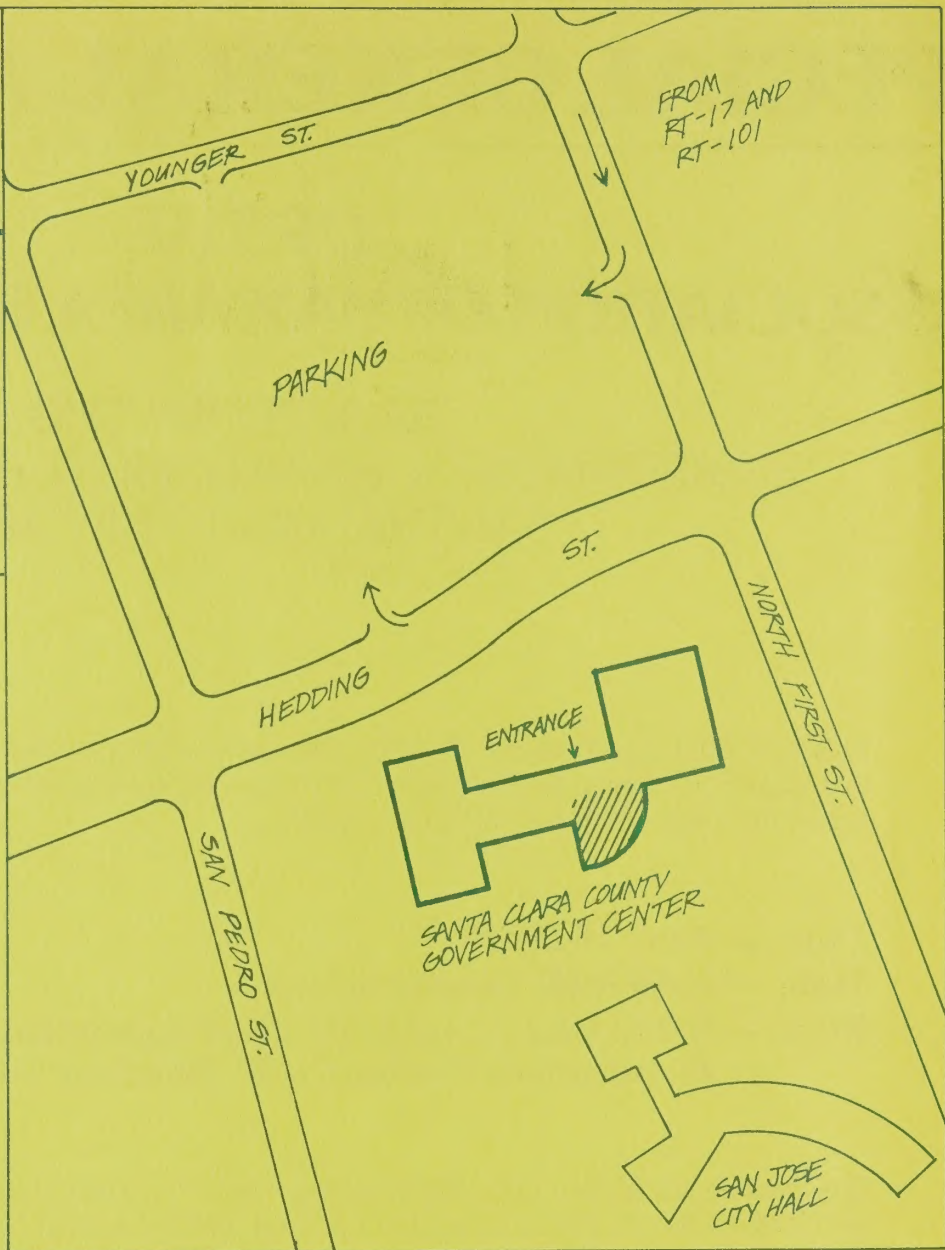 FROM
RT-17 AND
RT-101
YOUNGER ST.
PARKING
ST.
HEDDING
NORTH FIRST ST.
ENTRANCE
SANTA CLARA COUNTY
GOVERNMENT CENTER
SAN PEDRO ST.
SAN JOSE
CITY HALL